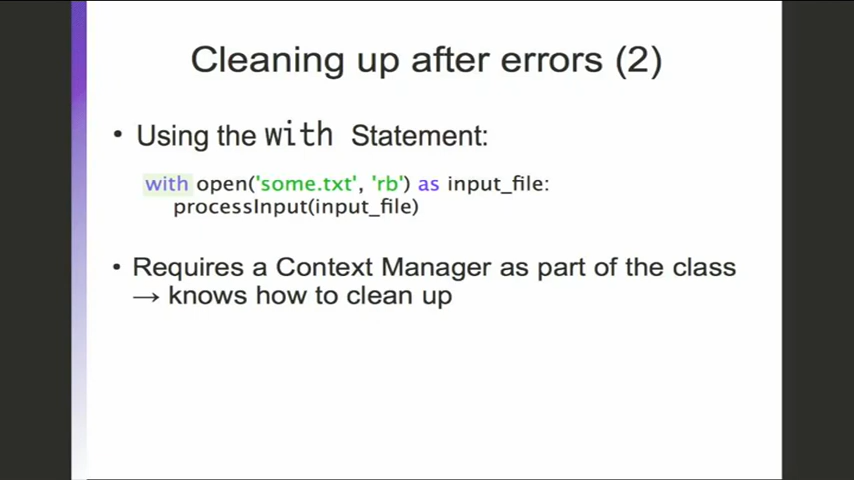 Cleaning up after errors (2)
• Using the with Statement:
with open('some.txt', 'rb') as input_file:
processInput(input_file)
• Requires a Context Manager as part of the class
→ knows how to clean up